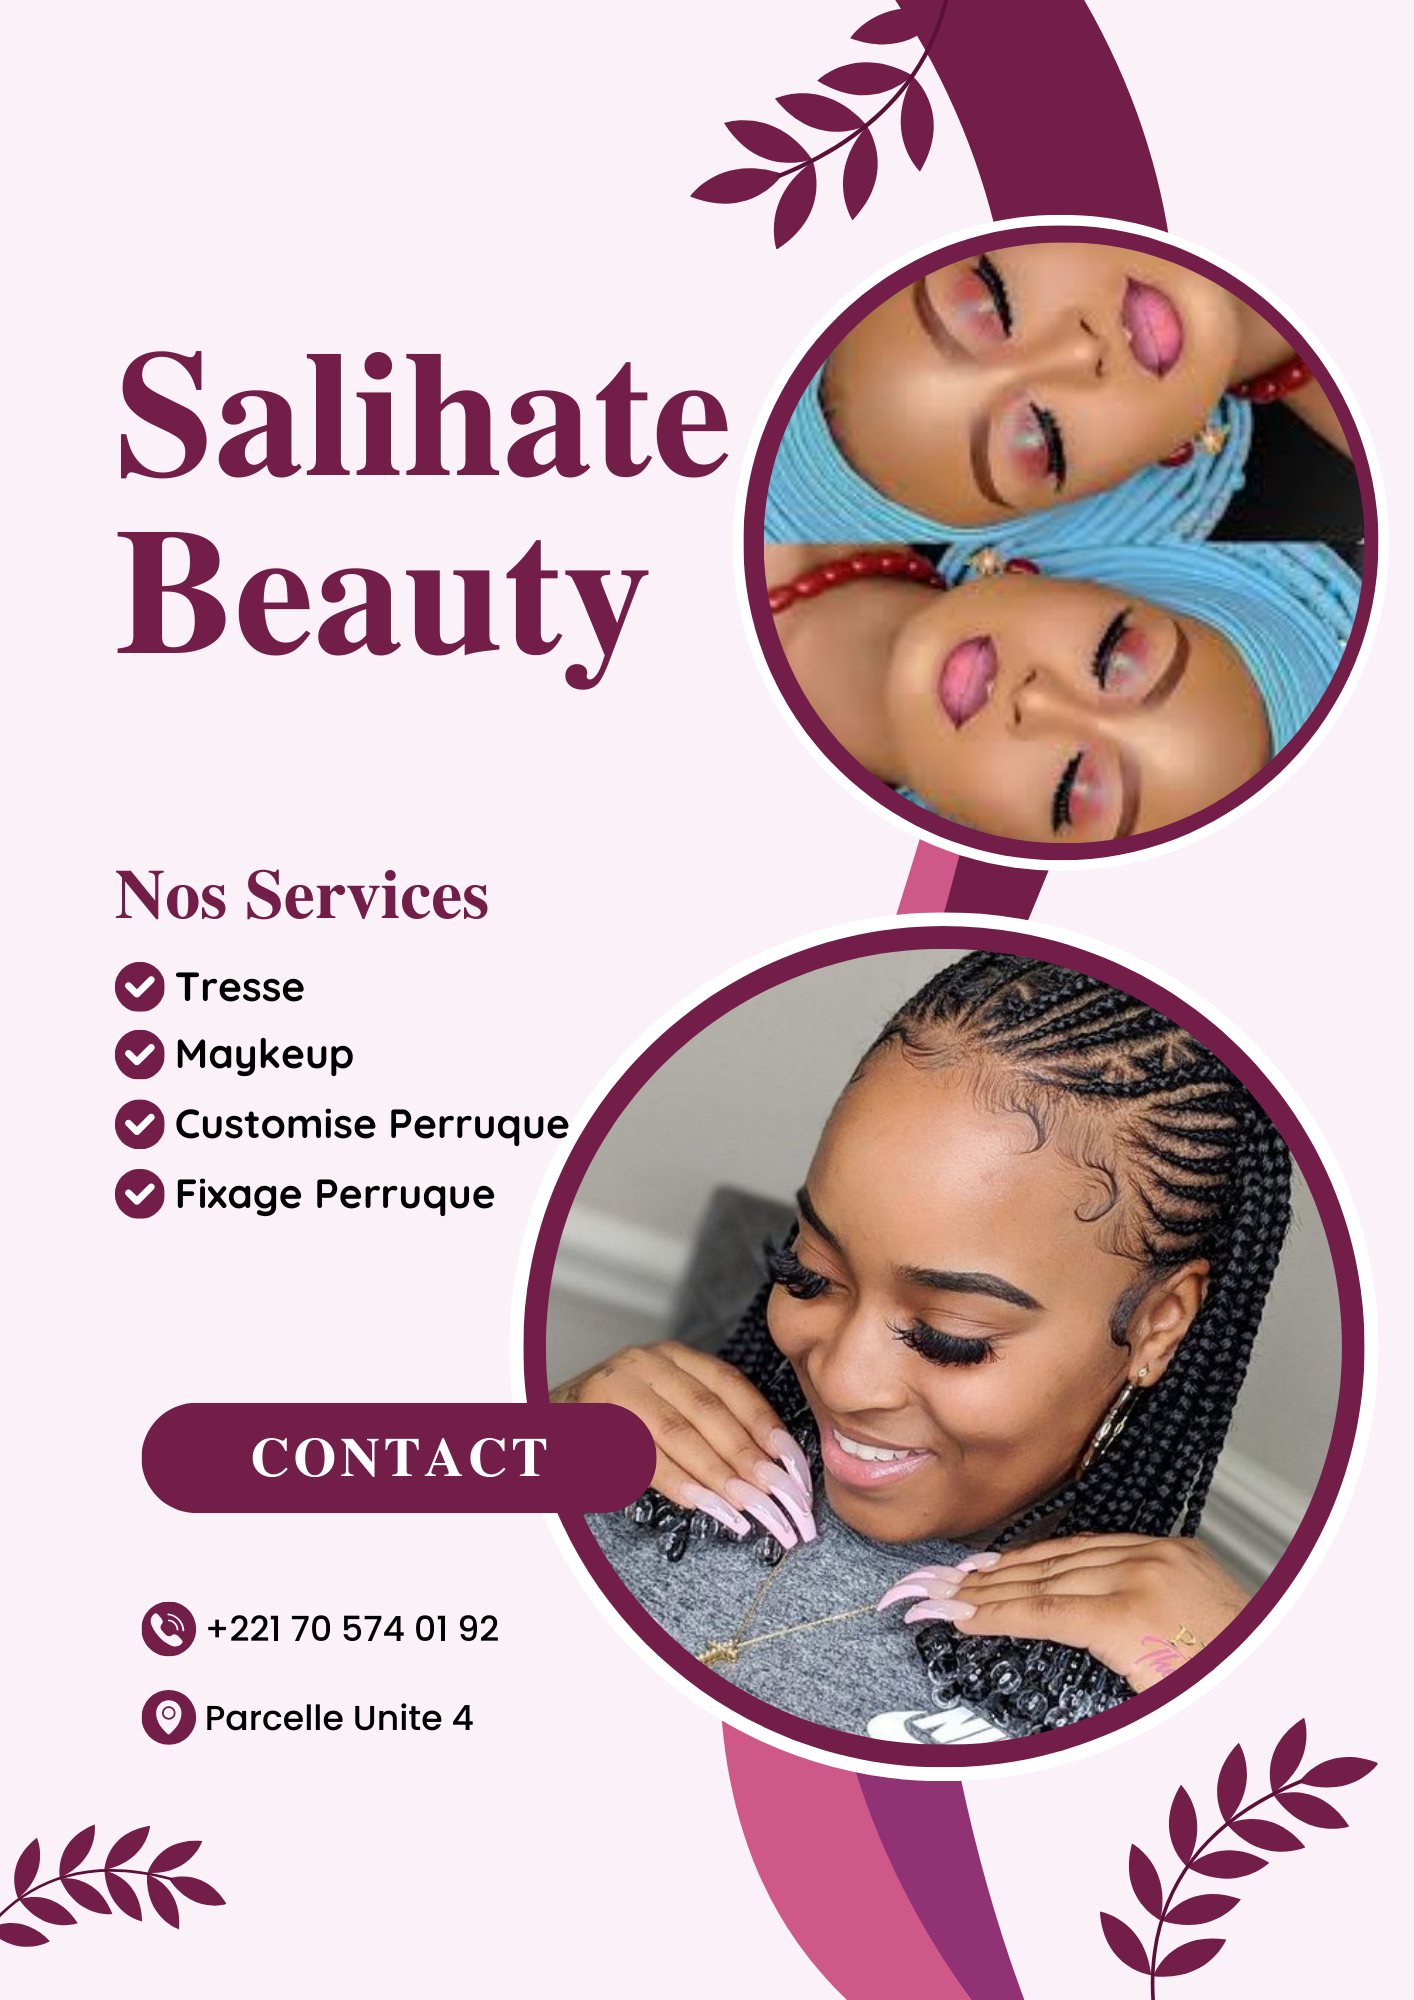 Salihate
Beauty
Nos Services
Tresse
Maykeup
Customise Perruque
Fixage Perruque
CONTACT
+221 70 574 01 92
Parcelle Unite 4